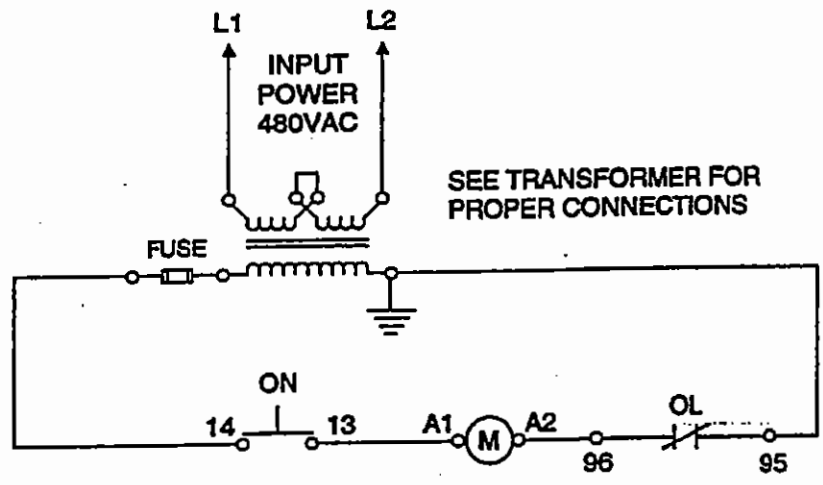 L1
L2
INPUT
POWER
480VAC
SEE TRANSFORMER FOR
PROPER CONNECTIONS
FUSE
ON
14
13
A1
M
A2
OL
96
95